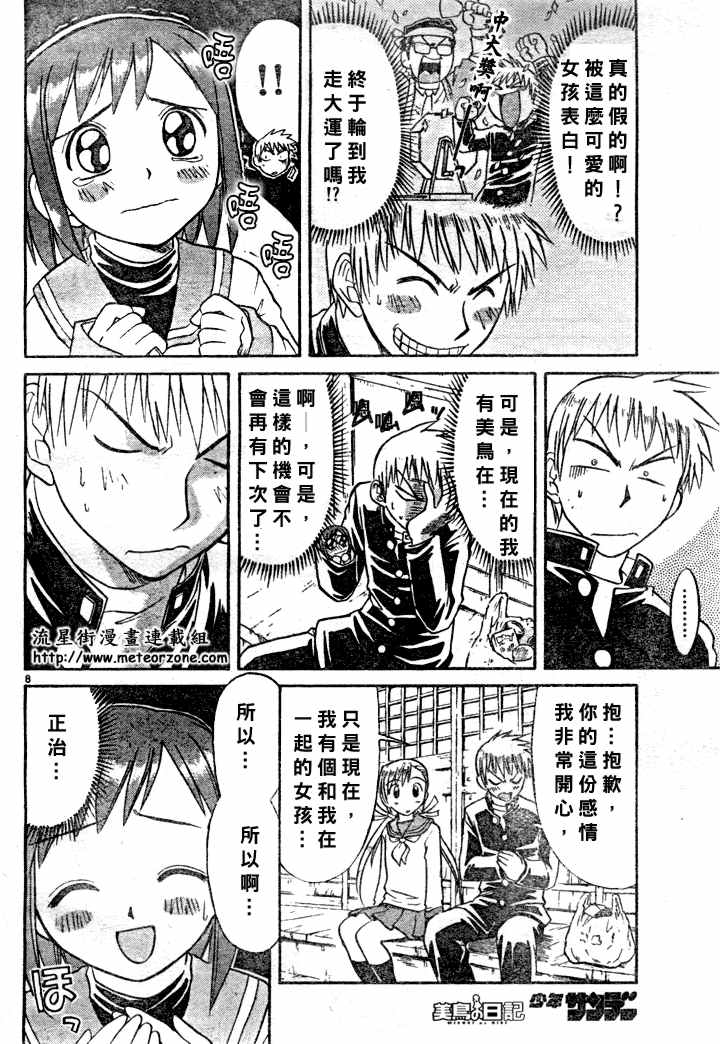 真的假的啊！？
被這麼可愛的
女孩表白！
中大獎啊
終于輪到我
走大運了嗎！？
！！
唔
唔
唔
………
可是，現在的我
有美鳥在…
嗯
嗯
嗯
啊─，可是，
這樣的機會不
會再有下次了…
流星街漫畫連載組
http://www.meteorzone.com
8
抱…抱歉，
你的這份感情
我非常開心，
只是現在，
我有個和我在
一起的女孩…
所以…
所以啊…
正治…
ほっ
美鳥の日記
少年サンデー